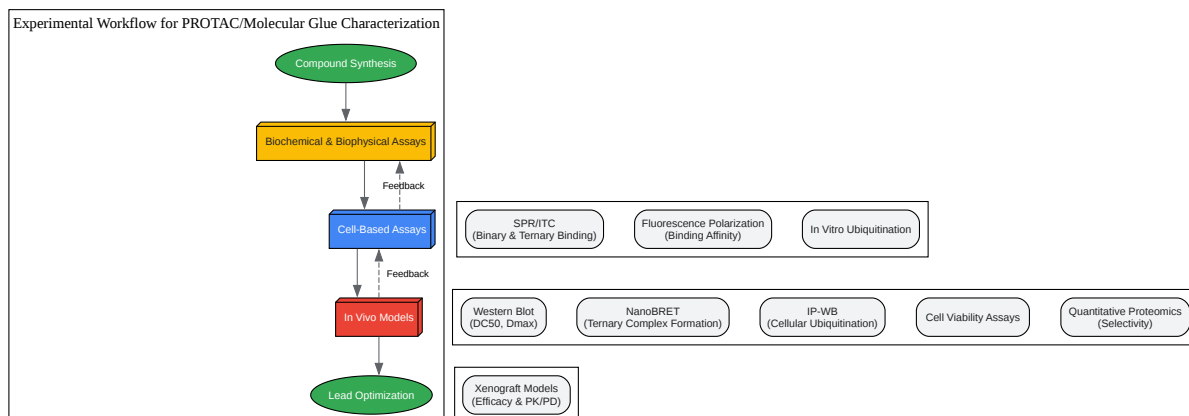 Experimental Workflow for PROTAC/Molecular Glue Characterization
Compound Synthesis
Biochemical & Biophysical Assays
Feedback
Cell-Based Assays
SPR/ITC
(Binary & Ternary Binding)
Fluorescence Polarization
(Binding Affinity)
In Vitro Ubiquitination
Feedback
In Vivo Models
Western Blot
(DC50, Dmax)
NanoBRET
(Ternary Complex Formation)
IP-WB
(Cellular Ubiquitination)
Cell Viability Assays
Quantitative Proteomics
(Selectivity)
Lead Optimization
Xenograft Models
(Efficacy & PK/PD)